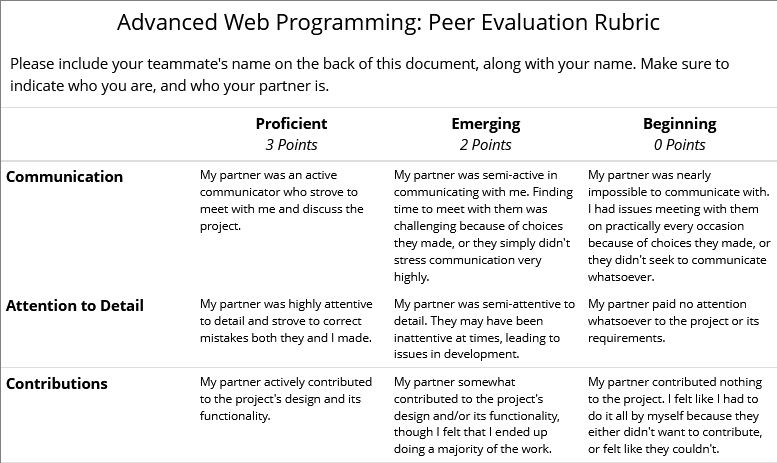 Advanced Web Programming: Peer Evaluation Rubric
Please include your teammate's name on the back of this document, along with your name. Make sure to
indicate who you are, and who your partner is.
Proficient
3 Points
Emerging
2 Points
Beginning
0 Points
Communication
My partner was an active
communicator who strove to
meet with me and discuss the
project.
My partner was semi-active in
communicating with me. Finding
time to meet with them was
challenging because of choices
they made, or they simply didn't
stress communication very
highly.
My partner was nearly
impossible to communicate with.
I had issues meeting with them
on practically every occasion
because of choices they made, or
they didn't seek to communicate
whatsoever.
Attention to Detail
My partner was highly attentive
to detail and strove to correct
mistakes both they and I made.
My partner was semi-attentive to
detail. They may have been
inattentive at times, leading to
issues in development.
My partner paid no attention
whatsoever to the project or its
requirements.
Contributions
My partner actively contributed
to the project's design and its
functionality.
My partner somewhat
contributed to the project's
design and/or its functionality,
though I felt that I ended up
doing a majority of the work.
My partner contributed nothing
to the project. I felt like I had to
do it all by myself because they
either didn't want to contribute,
or felt like they couldn't.